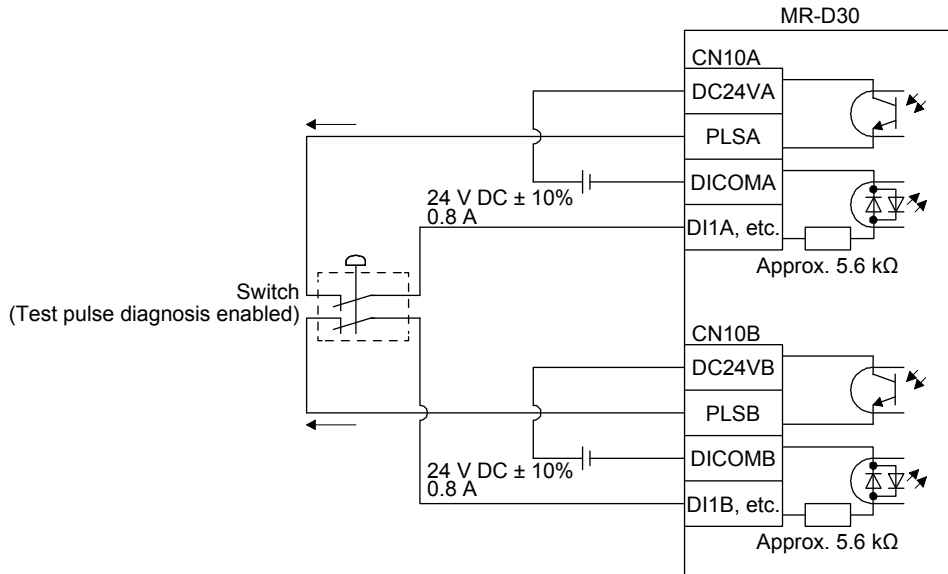 MR-D30
CN10A
DC24VA
PLSA
DICOMA
24 V DC ± 10%
0.8 A
DI1A, etc.
Approx. 5.6 kΩ
Switch
(Test pulse diagnosis enabled)
CN10B
DC24VB
PLSB
DICOMB
24 V DC ± 10%
0.8 A
DI1B, etc.
Approx. 5.6 kΩ